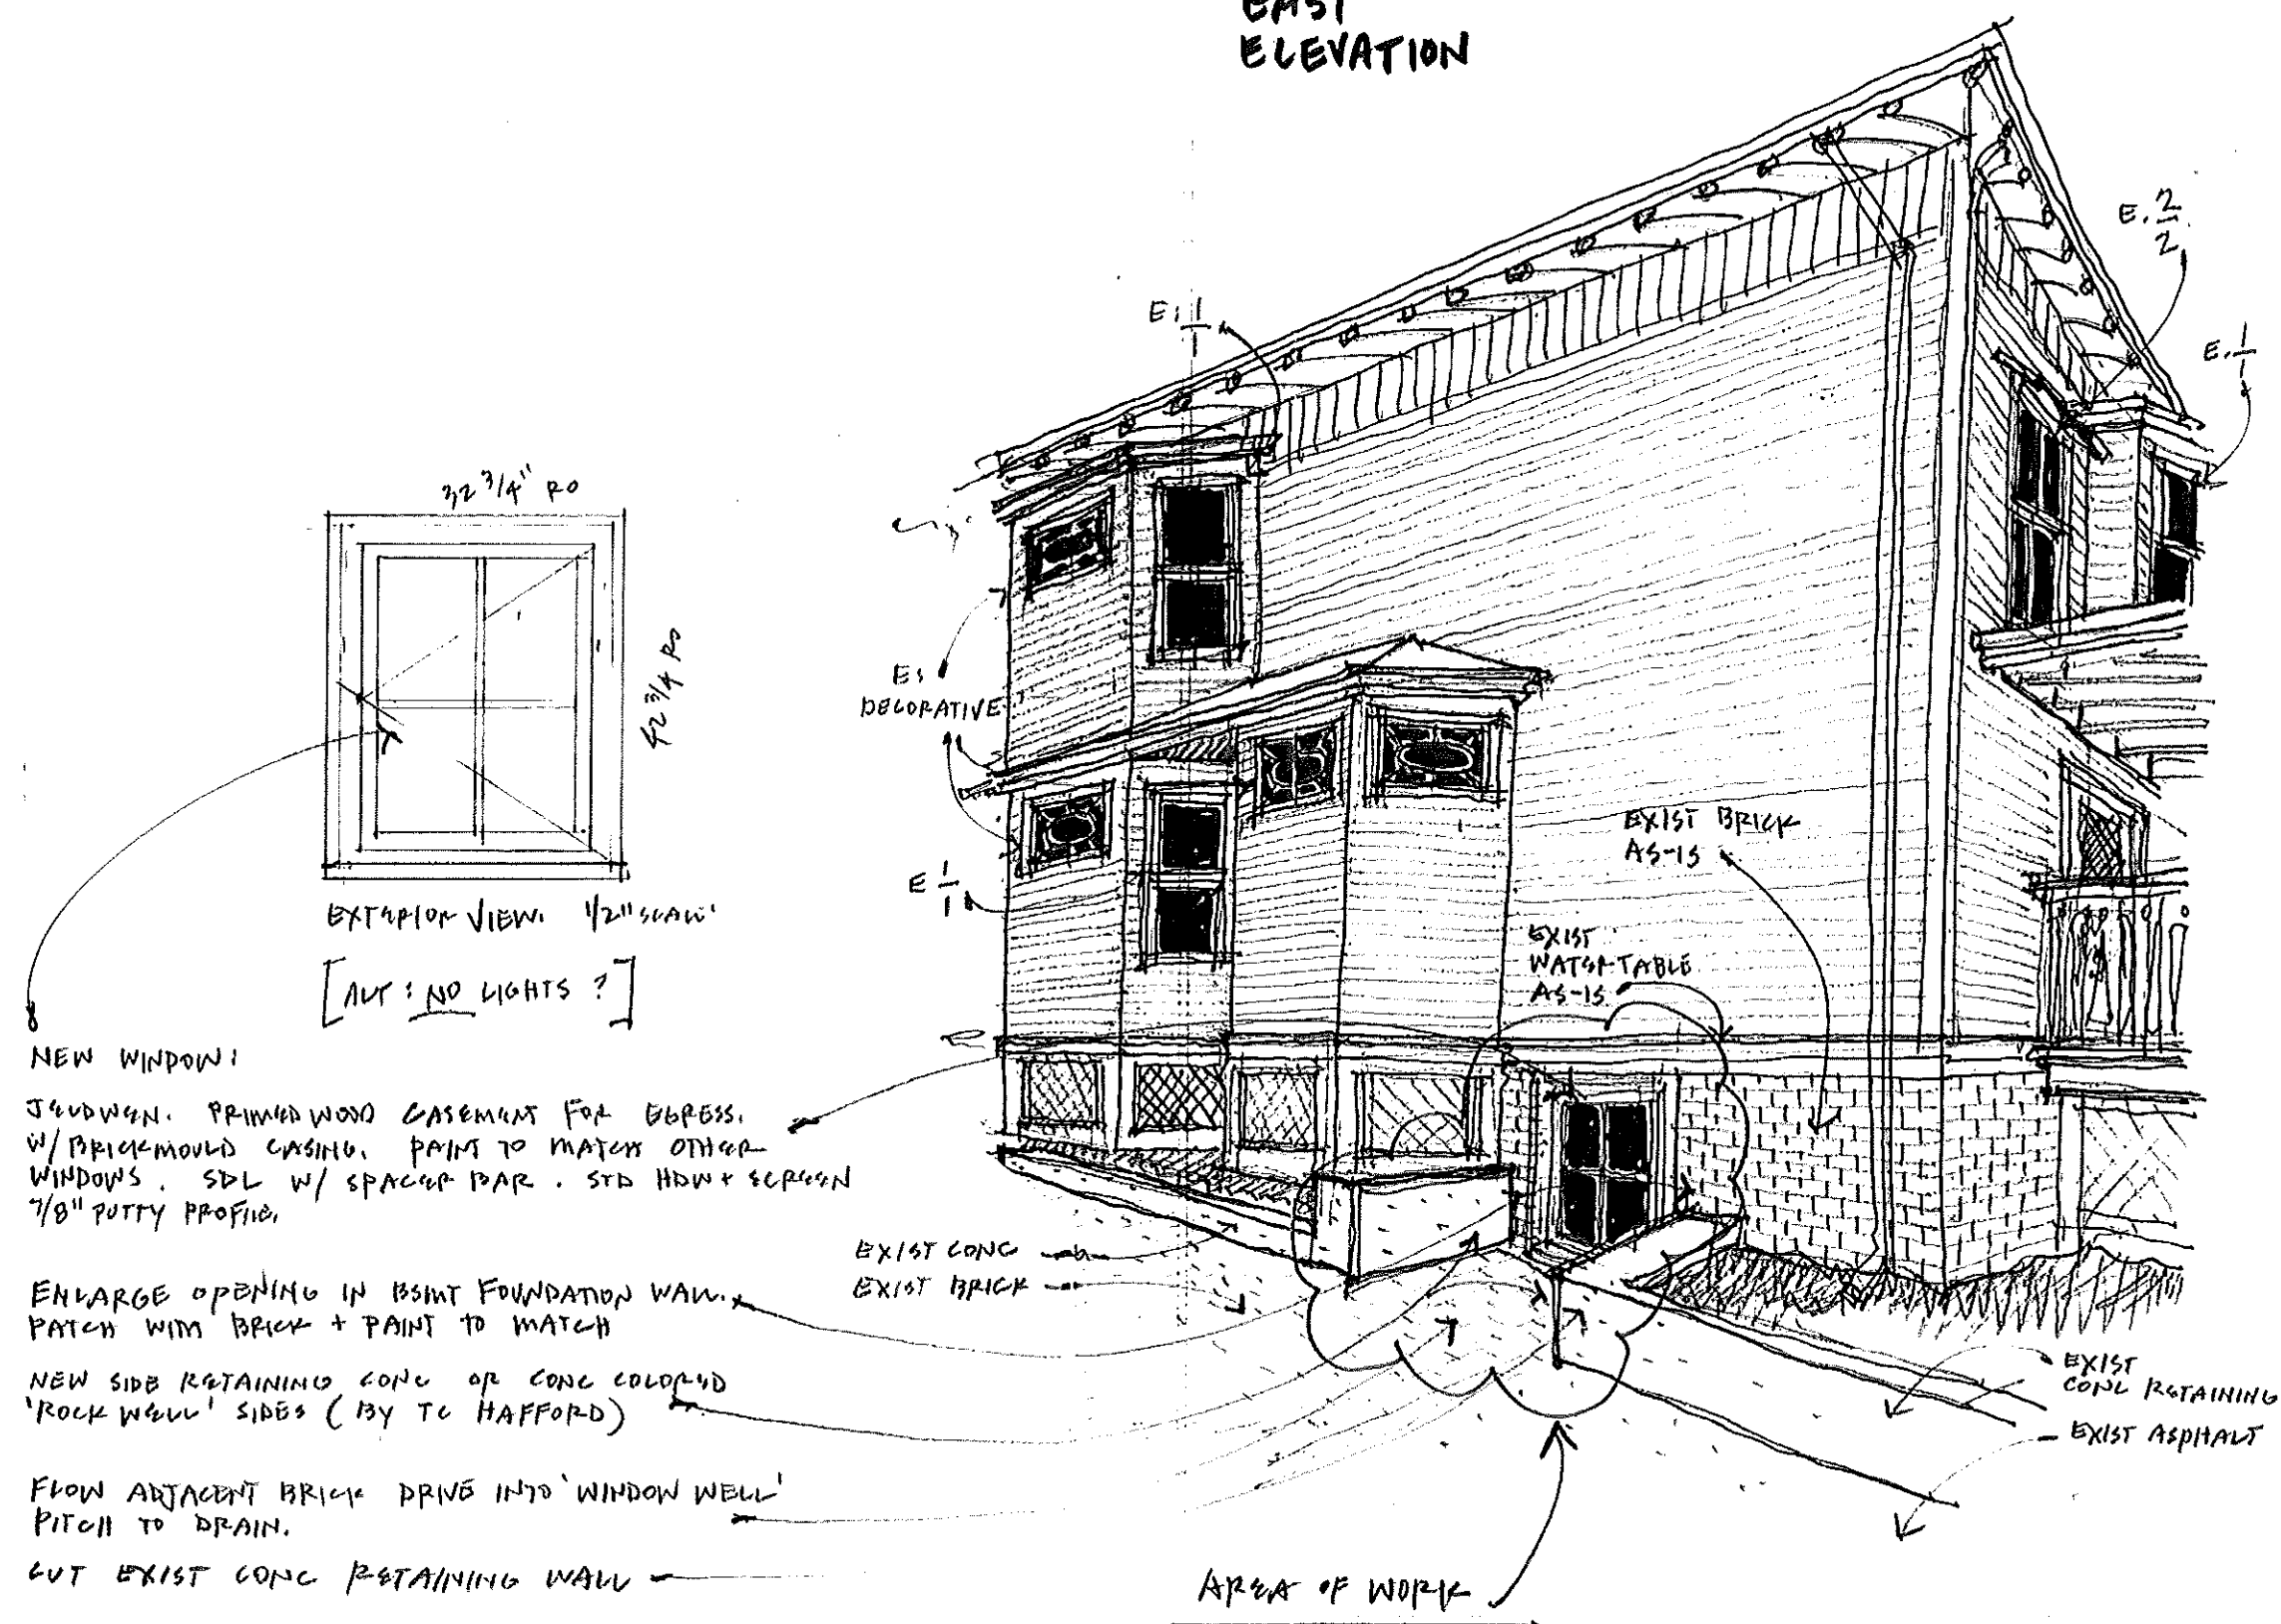 EAST
ELEVATION
E. 2/2
E: 1/1
E. 1/1
32 3/4" RO
42 3/4 RO
E:
DECORATIVE
EXIST BRICK
AS-IS
E 1/1
EXTERIOR VIEW. 1/2" SCALE
EXIST
WATER-TABLE
AS-IS
[ALT: NO LIGHTS?]
NEW WINDOW:
JELDWEN. PRIMED WOOD CASEMENT FOR EGRESS.
W/ BRICKMOULD CASING. PAINT TO MATCH OTHER
WINDOWS. SDL W/ SPACER BAR. STD HDW + SCREEN
7/8" PUTTY PROFILE.
EXIST CONC
EXIST BRICK
ENLARGE OPENING IN BSMT FOUNDATION WALL.
PATCH WITH BRICK + PAINT TO MATCH
NEW SIDE RETAINING CONC OR CONC COLORED
'ROCKWELL' SIDES (BY TC HAFFORD)
EXIST
CONC RETAINING
EXIST ASPHALT
FLOW ADJACENT BRICK DRIVE INTO 'WINDOW WELL'
PITCH TO DRAIN.
CUT EXIST CONC RETAINING WALL
AREA OF WORK